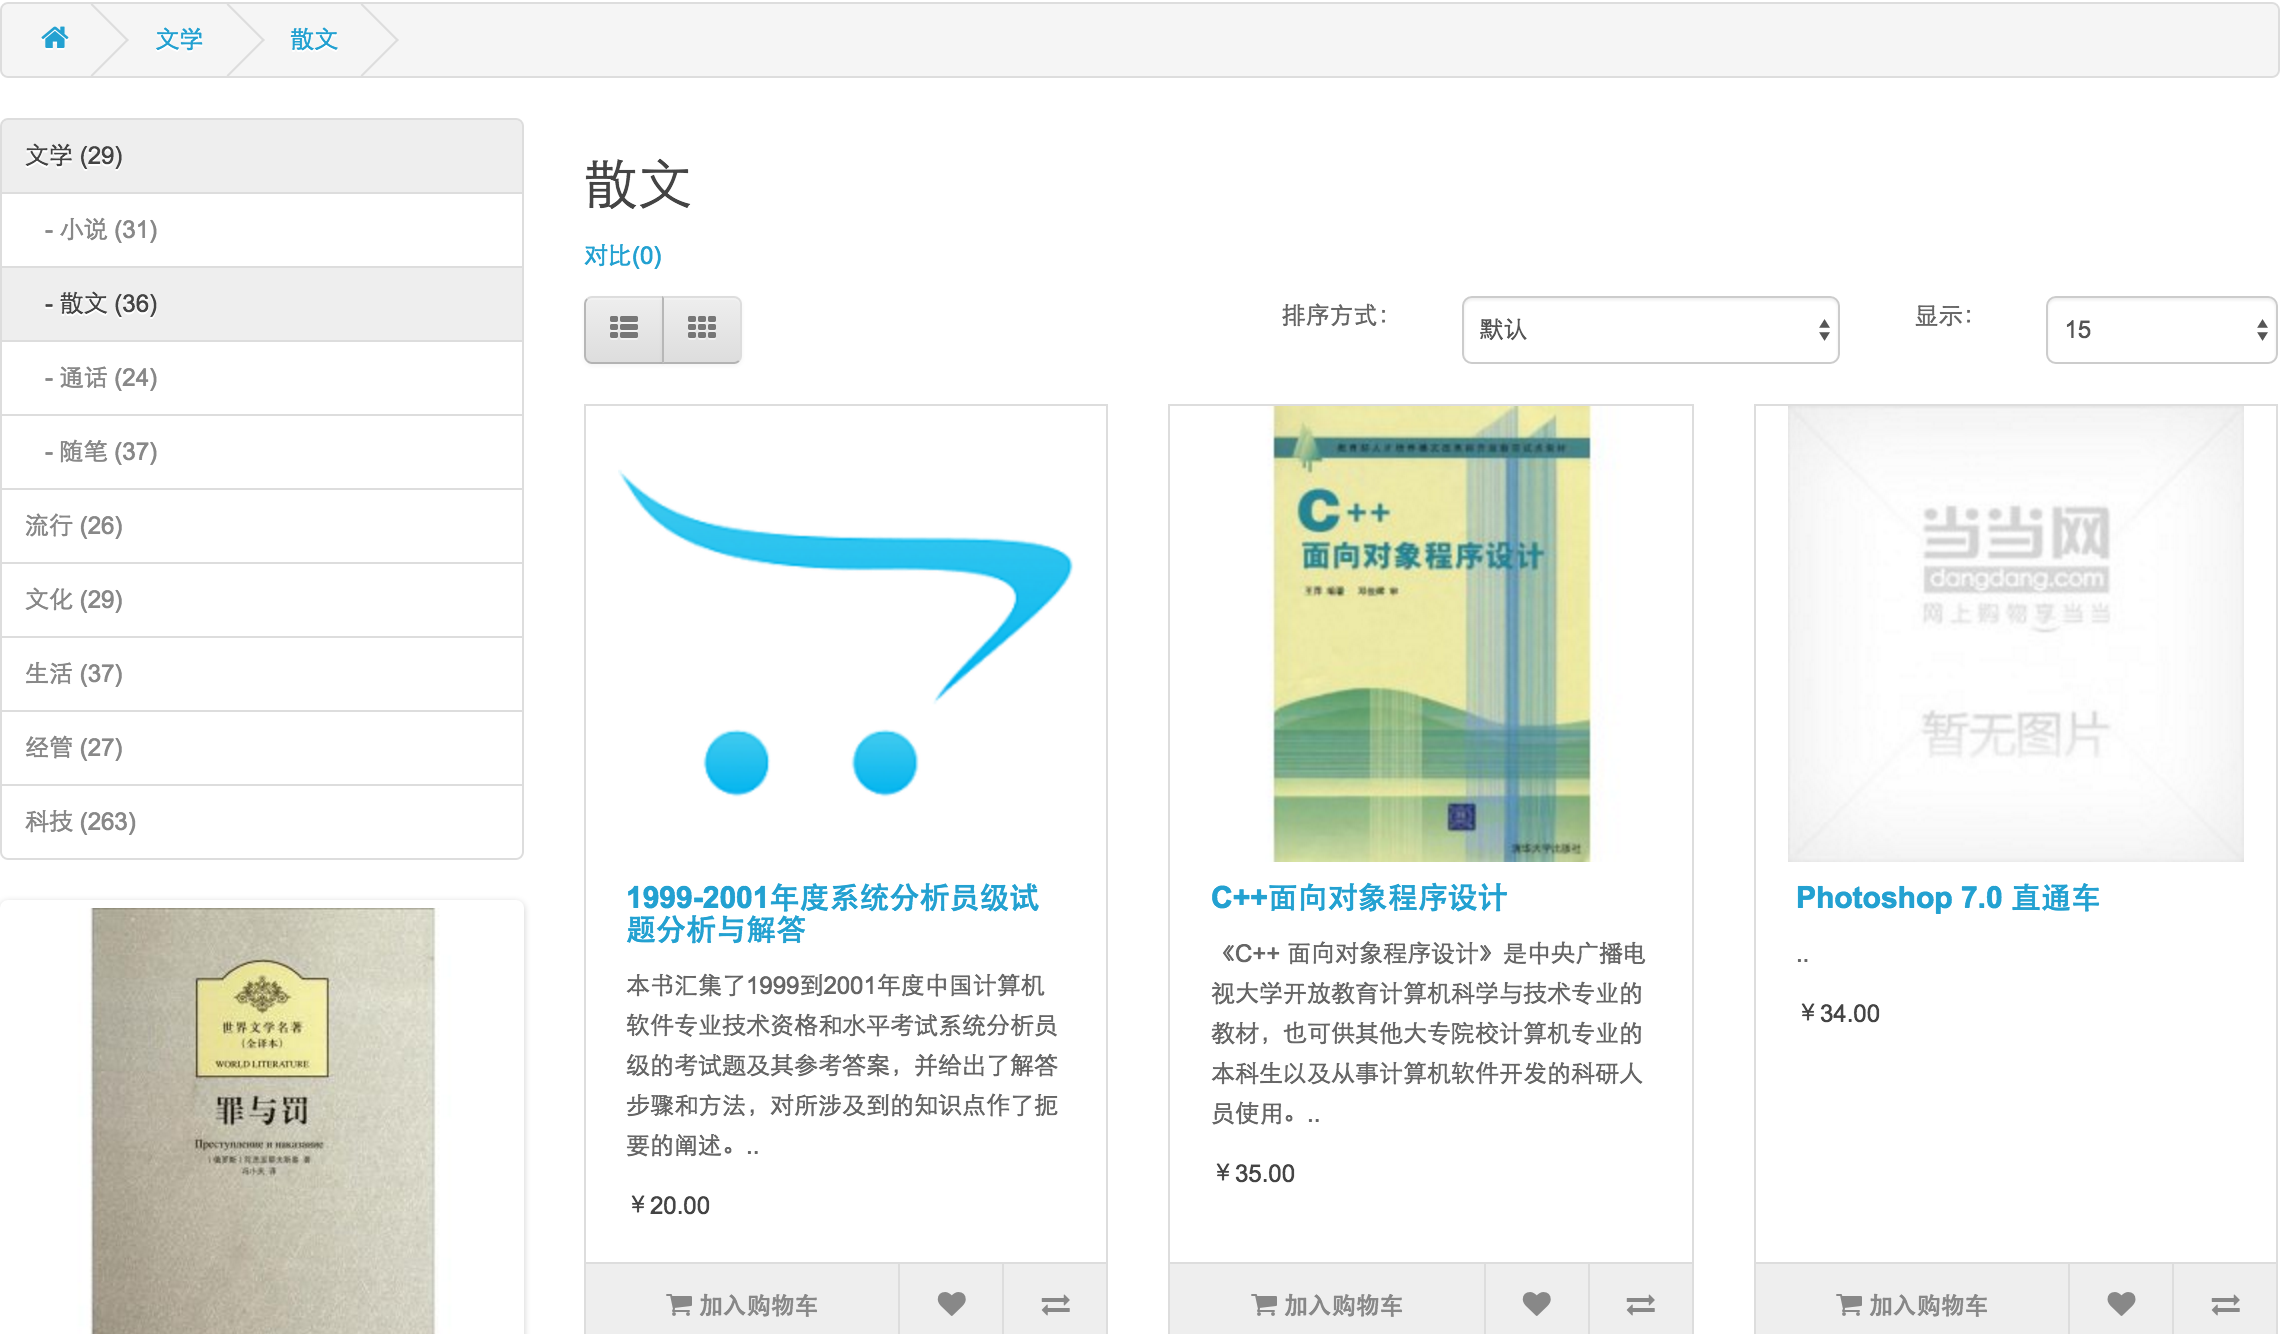 文学
散文
文学 (29)
- 小说 (31)
- 散文 (36)
- 通话 (24)
- 随笔 (37)
流行 (26)
文化 (29)
生活 (37)
经管 (27)
科技 (263)
世界文学名著
(全译本)
WORLD LITERATURE
罪与罚
Преступление и наказание
散文
对比(0)
排序方式：
默认
显示：
15
1999-2001年度系统分析员级试
题分析与解答
本书汇集了1999到2001年度中国计算机
软件专业技术资格和水平考试系统分析员
级的考试题及其参考答案，并给出了解答
步骤和方法，对所涉及到的知识点作了扼
要的阐述。..
￥20.00
加入购物车
C++
面向对象程序设计
清华大学出版社
C++面向对象程序设计
《C++ 面向对象程序设计》是中央广播电
视大学开放教育计算机科学与技术专业的
教材，也可供其他大专院校计算机专业的
本科生以及从事计算机软件开发的科研人
员使用。..
￥35.00
加入购物车
当当网
dangdang.com
网上购物享当当
暂无图片
Photoshop 7.0 直通车
..
￥34.00
加入购物车